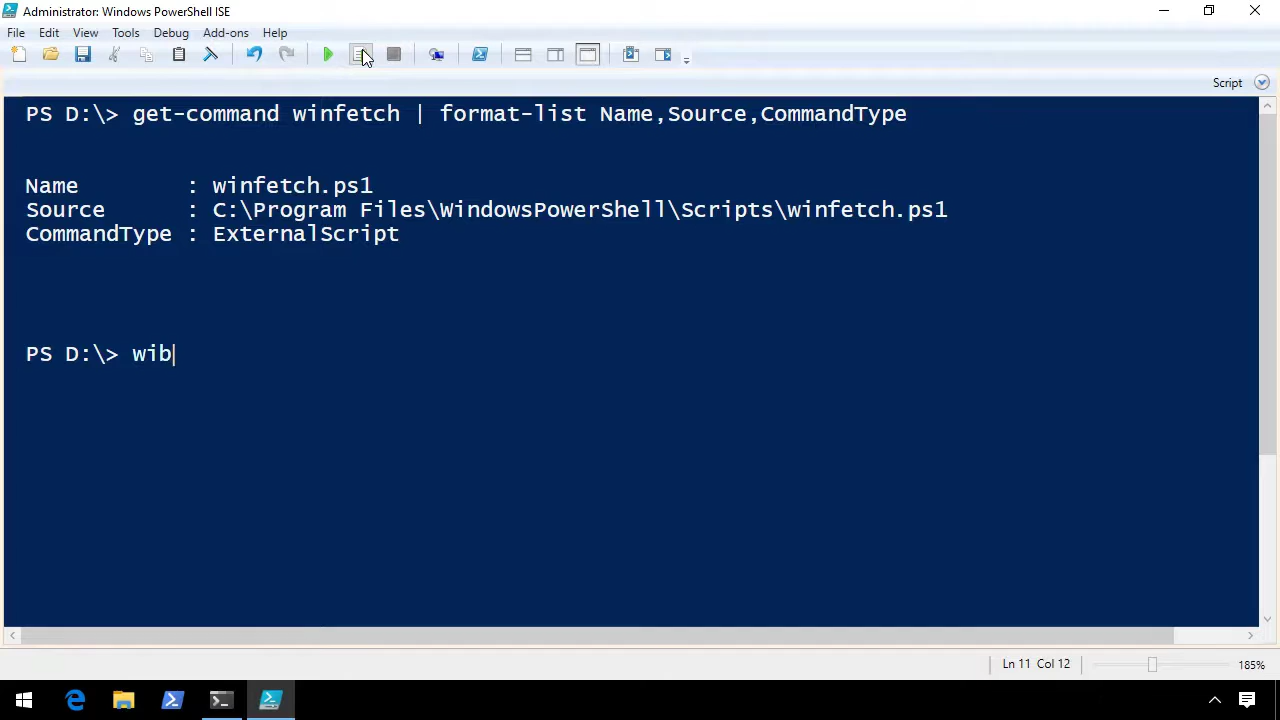 Administrator: Windows PowerShell ISE
File Edit View Tools Debug Add-ons Help
Script
PS D:\> get-command winfetch | format-list Name,Source,CommandType
Name : winfetch.ps1
Source : C:\Program Files\WindowsPowerShell\Scripts\winfetch.ps1
CommandType : ExternalScript
PS D:\> wib
Ln 11 Col 12 185%